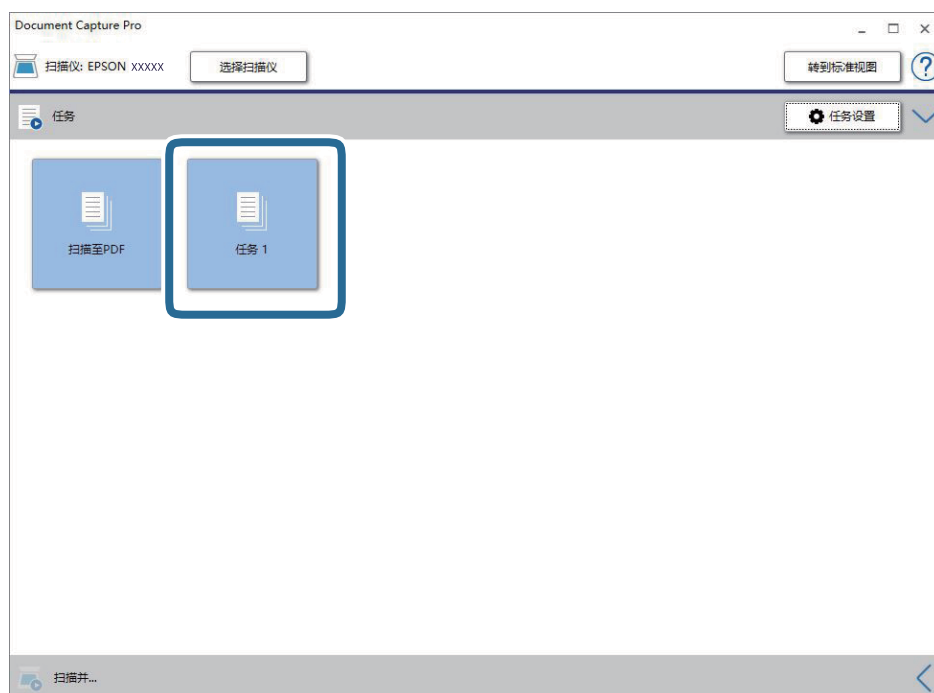 Document Capture Pro
扫描仪: EPSON XXXXX
选择扫描仪
转到标准视图
?
任务
任务设置
扫描至PDF
任务 1
扫描并...